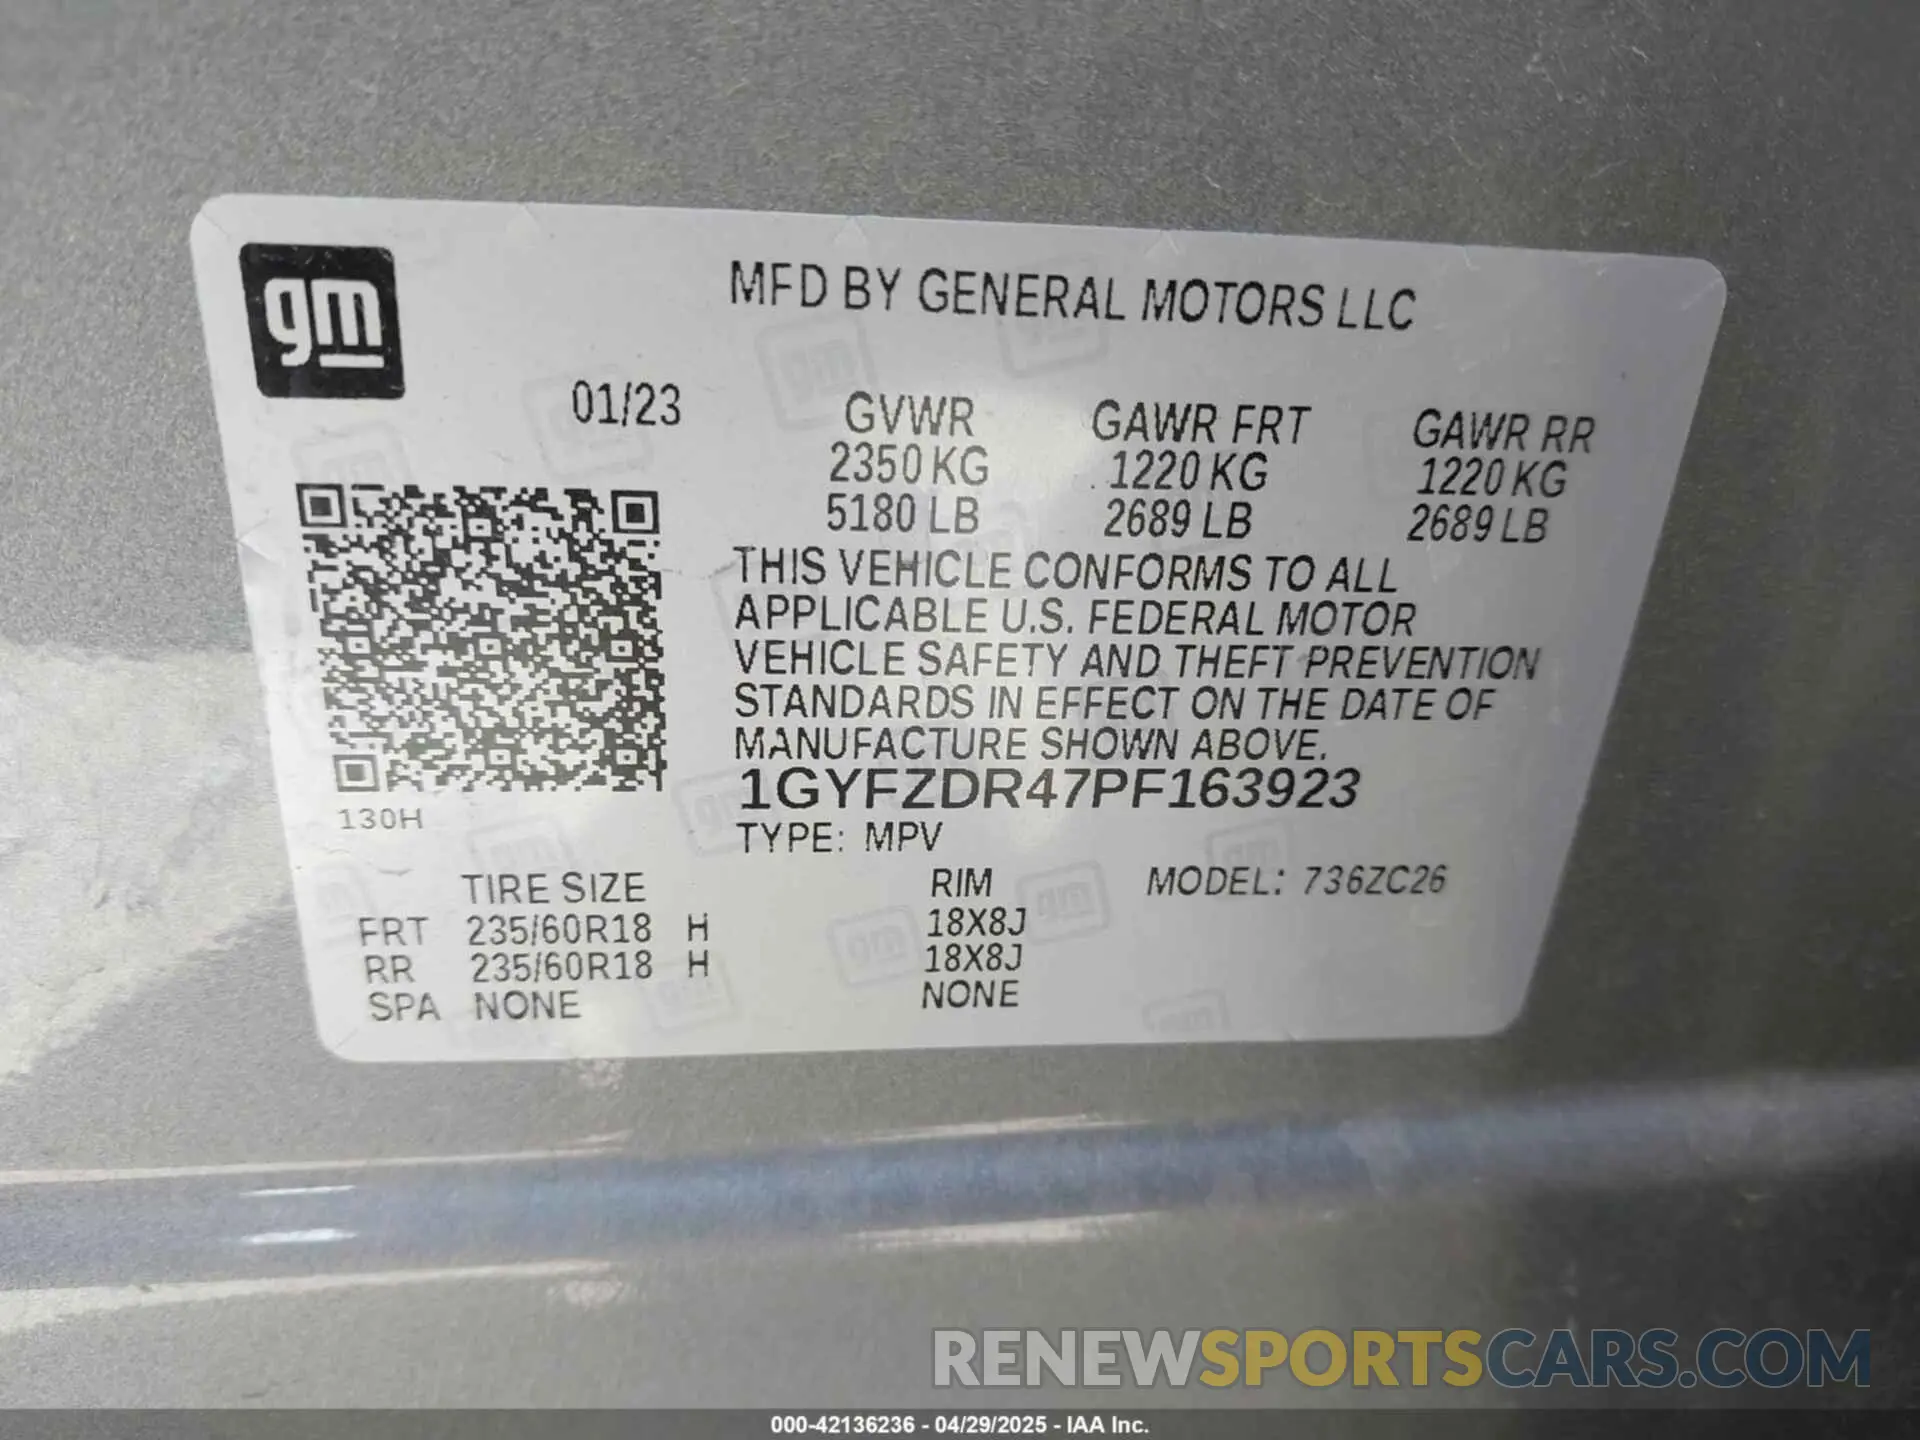 gm
MFD BY GENERAL MOTORS LLC
01/23
GVWR GAWR FRT GAWR RR
2350 KG 1220 KG 1220 KG
5180 LB 2689 LB 2689 LB
THIS VEHICLE CONFORMS TO ALL
APPLICABLE U.S. FEDERAL MOTOR
VEHICLE SAFETY AND THEFT PREVENTION
STANDARDS IN EFFECT ON THE DATE OF
MANUFACTURE SHOWN ABOVE.
1GYFZDR47PF163923
130H
TYPE: MPV
TIRE SIZE RIM MODEL: 736ZC26
FRT 235/60R18 H 18X8J
RR 235/60R18 H 18X8J
SPA NONE NONE
RENEWSPORTSCARS.COM
000-42136236 - 04/29/2025 - IAA Inc.